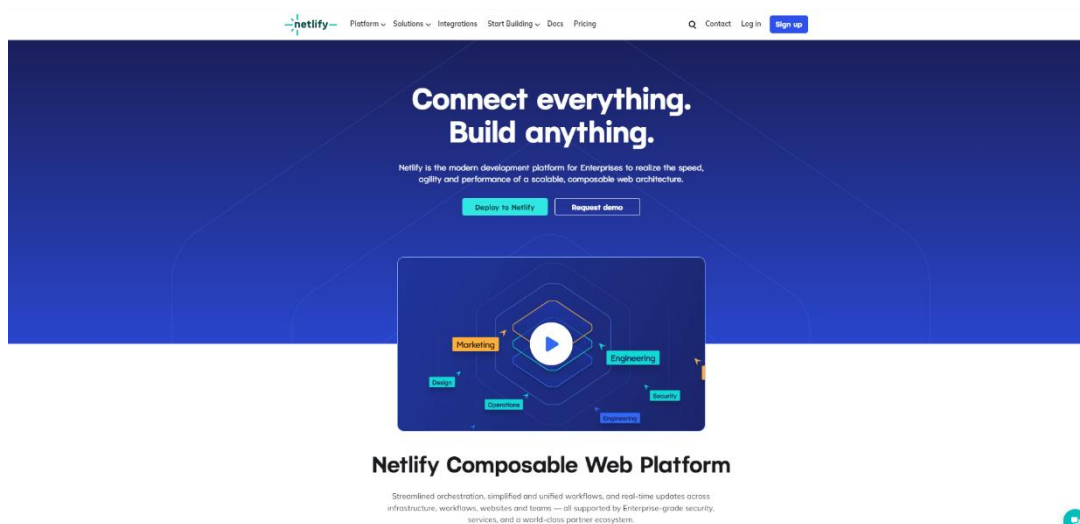 netlify
Platform Solutions Integrations Start Building Docs Pricing
Contact Log in Sign up
Connect everything.
Build anything.
Netlify is the modern development platform for Enterprises to realize the speed,
agility and performance of a scalable, composable web architecture.
Deploy to Netlify Request demo
Marketing
Engineering
Design
Security
Operations
Engineering
Netlify Composable Web Platform
Streamlined orchestration, simplified and unified workflows, and real-time updates across
infrastructure, workflows, websites and teams — all supported by Enterprise-grade security,
services, and a world-class partner ecosystem.